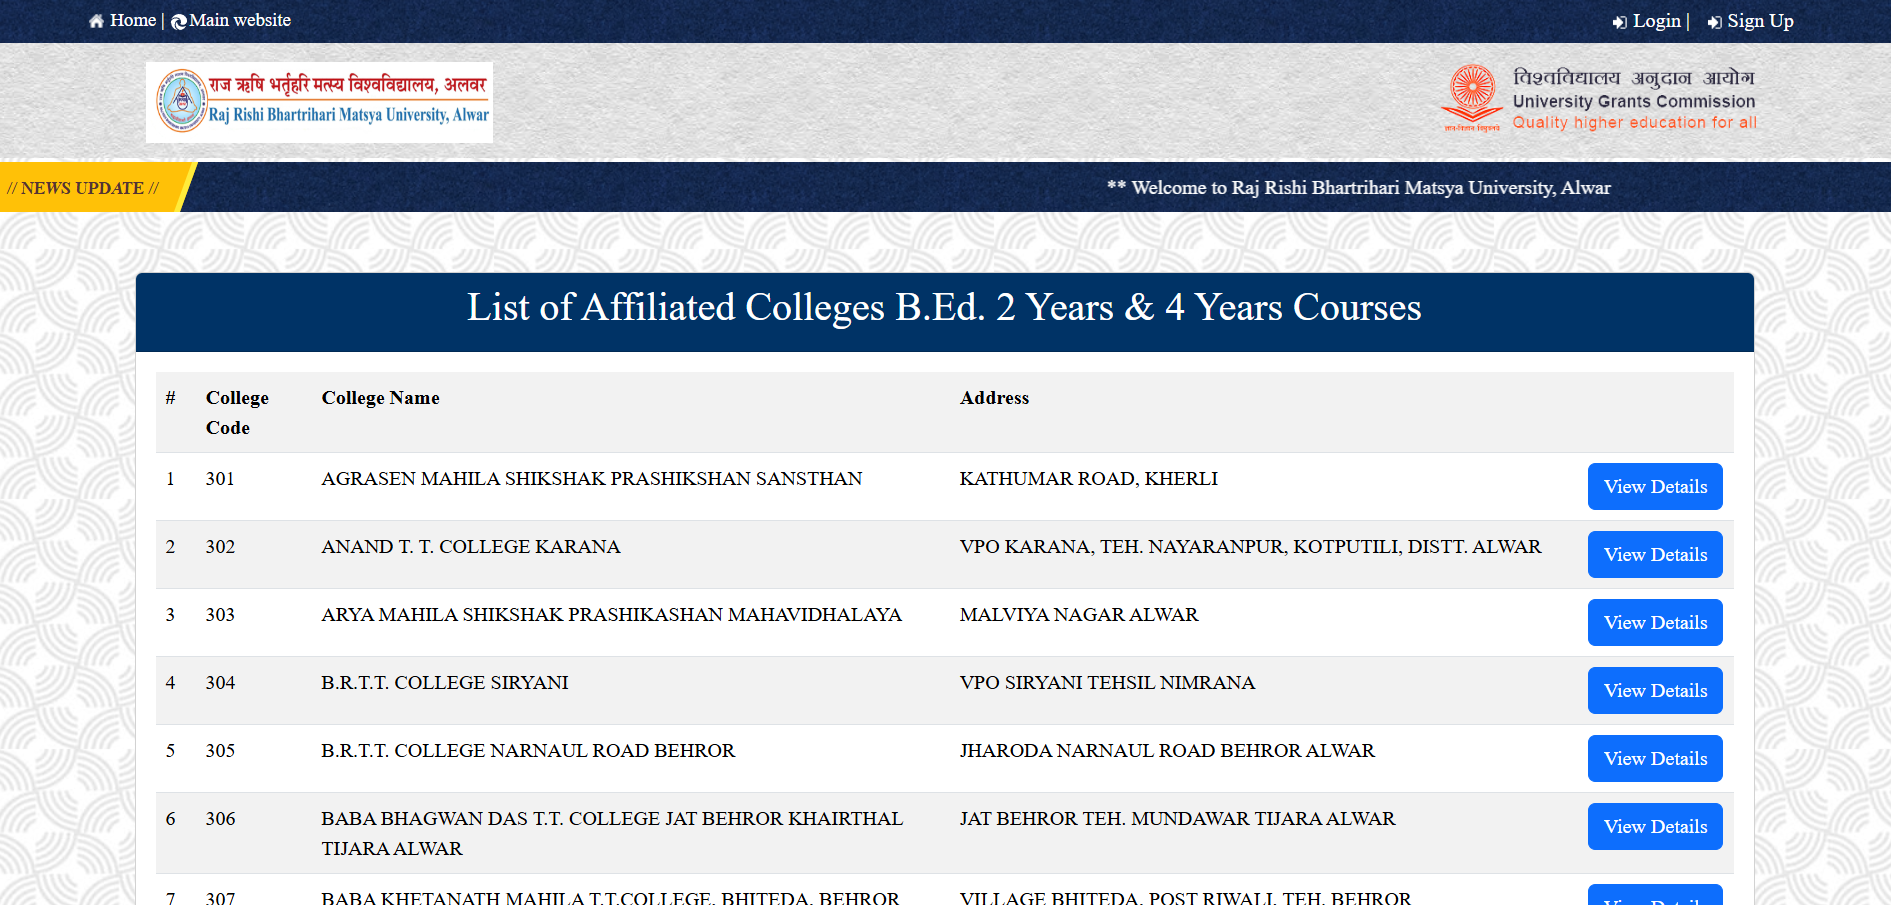 Home | Main website
Login | Sign Up
राज ऋषि भर्तृहरि मत्स्य विश्वविद्यालय, अलवर
Raj Rishi Bhartrihari Matsya University, Alwar
विश्वविद्यालय अनुदान आयोग
University Grants Commission
Quality higher education for all
ज्ञान-विज्ञान विमुक्तये
// NEWS UPDATE //
** Welcome to Raj Rishi Bhartrihari Matsya University, Alwar
List of Affiliated Colleges B.Ed. 2 Years & 4 Years Courses
# College Code College Name Address
1 301 AGRASEN MAHILA SHIKSHAK PRASHIKSHAN SANSTHAN KATHUMAR ROAD, KHERLI View Details
2 302 ANAND T. T. COLLEGE KARANA VPO KARANA, TEH. NAYARANPUR, KOTPUTILI, DISTT. ALWAR View Details
3 303 ARYA MAHILA SHIKSHAK PRASHIKASHAN MAHAVIDHALAYA MALVIYA NAGAR ALWAR View Details
4 304 B.R.T.T. COLLEGE SIRYANI VPO SIRYANI TEHSIL NIMRANA View Details
5 305 B.R.T.T. COLLEGE NARNAUL ROAD BEHROR JHARODA NARNAUL ROAD BEHROR ALWAR View Details
6 306 BABA BHAGWAN DAS T.T. COLLEGE JAT BEHROR KHAIRTHAL JAT BEHROR TEH. MUNDAWAR TIJARA ALWAR View Details
TIJARA ALWAR
7 307 BABA KHETANATH MAHILA T.T.COLLEGE, BHITEDA, BEHROR VILLAGE BHITEDA, POST RIWALI, TEH. BEHROR View Details